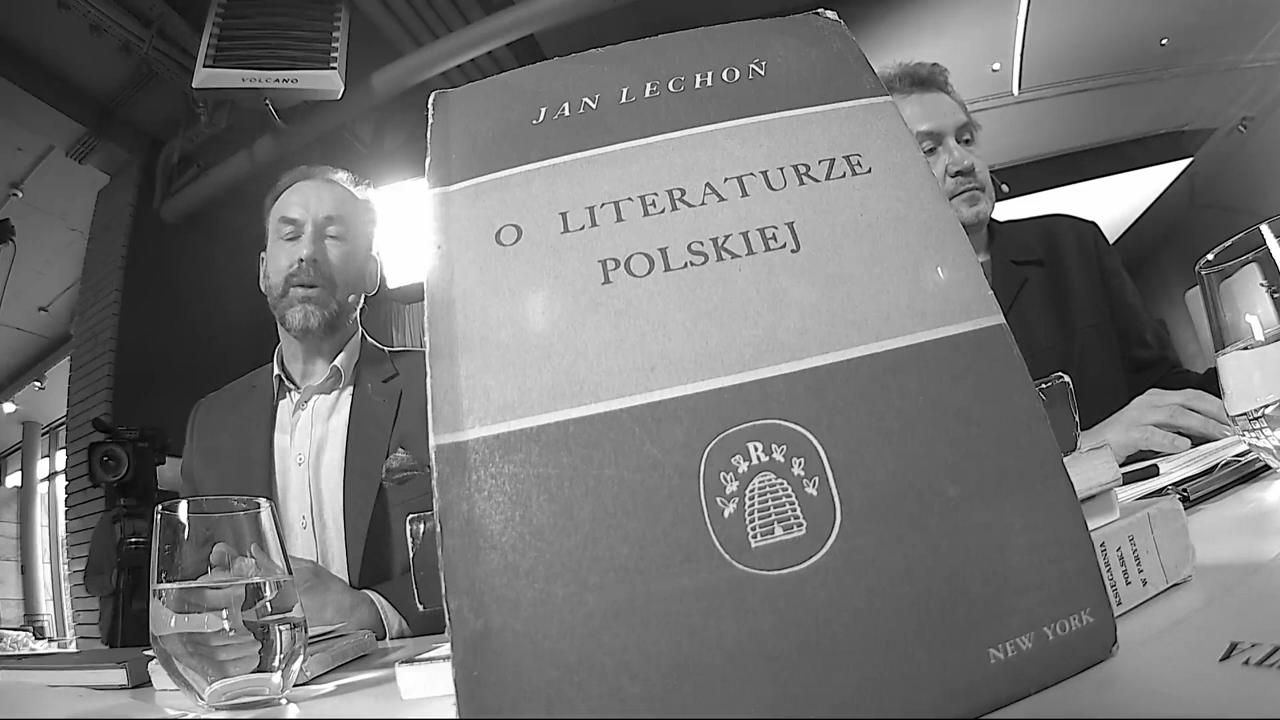 VOLCANO
JAN LECHOŃ
O LITERATURZE
POLSKIEJ
R
NEW YORK
KSIĘGARNIA
POLSKA
W PARYŻU